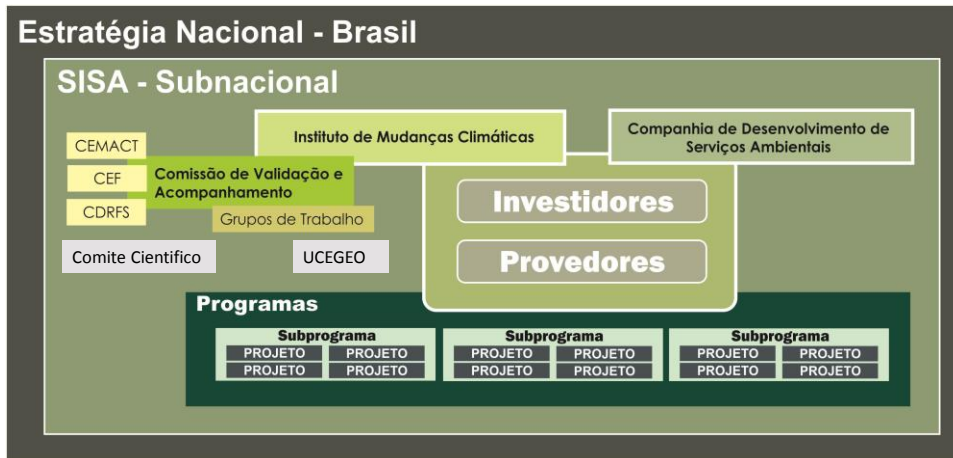 Estratégia Nacional - Brasil
SISA - Subnacional
Instituto de Mudanças Climáticas
Companhia de Desenvolvimento de
Serviços Ambientais
CEMACT
CEF
CDRFS
Comissão de Validação e
Acompanhamento
Grupos de Trabalho
Comite Cientifico
UCEGEO
Investidores
Provedores
Programas
Subprograma
PROJETO PROJETO
PROJETO PROJETO
Subprograma
PROJETO PROJETO
PROJETO PROJETO
Subprograma
PROJETO PROJETO
PROJETO PROJETO